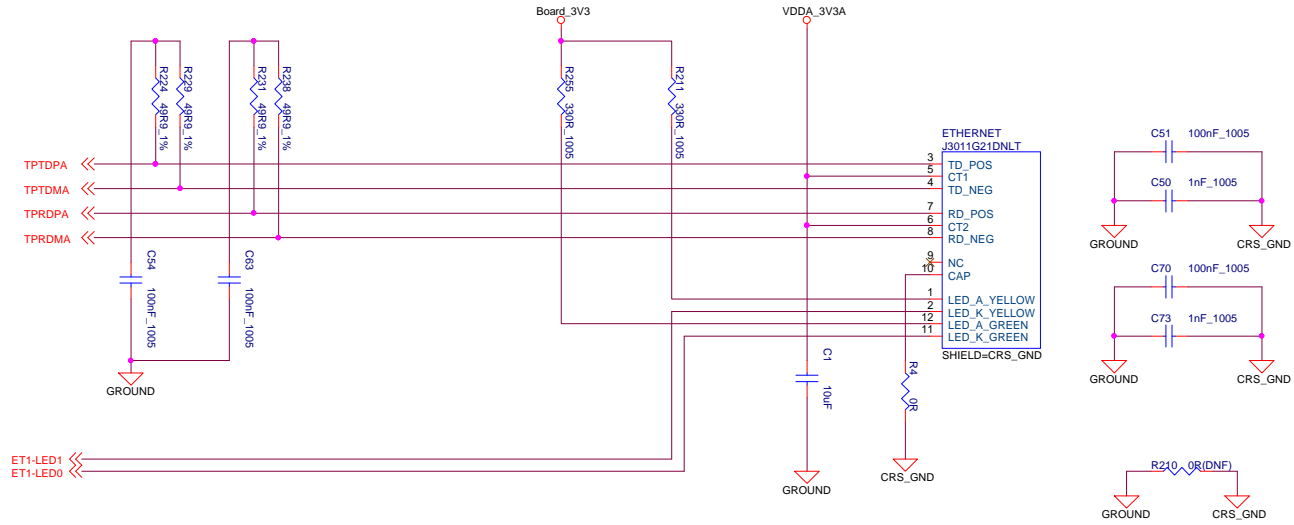 Board_3V3
VDDA_3V3A
R224
49R9_1%
R229
49R9_1%
R231
49R9_1%
R238
49R9_1%
R255
330R_1005
R211
330R_1005
ETHERNET
J3011G21DNLT
TPTDPA
TPTDMA
TPRDPA
TPRDMA
3 TD_POS
5 CT1
4 TD_NEG
7 RD_POS
6 CT2
8 RD_NEG
9 NC
10 CAP
1 LED_A_YELLOW
2 LED_K_YELLOW
12 LED_A_GREEN
11 LED_K_GREEN
SHIELD=CRS_GND
C54
100nF_1005
C63
100nF_1005
GROUND
C1
10uF
GROUND
R4
0R
CRS_GND
ET1-LED1
ET1-LED0
C51 100nF_1005
C50 1nF_1005
GROUND
CRS_GND
C70 100nF_1005
C73 1nF_1005
GROUND
CRS_GND
R210 0R(DNF)
GROUND
CRS_GND